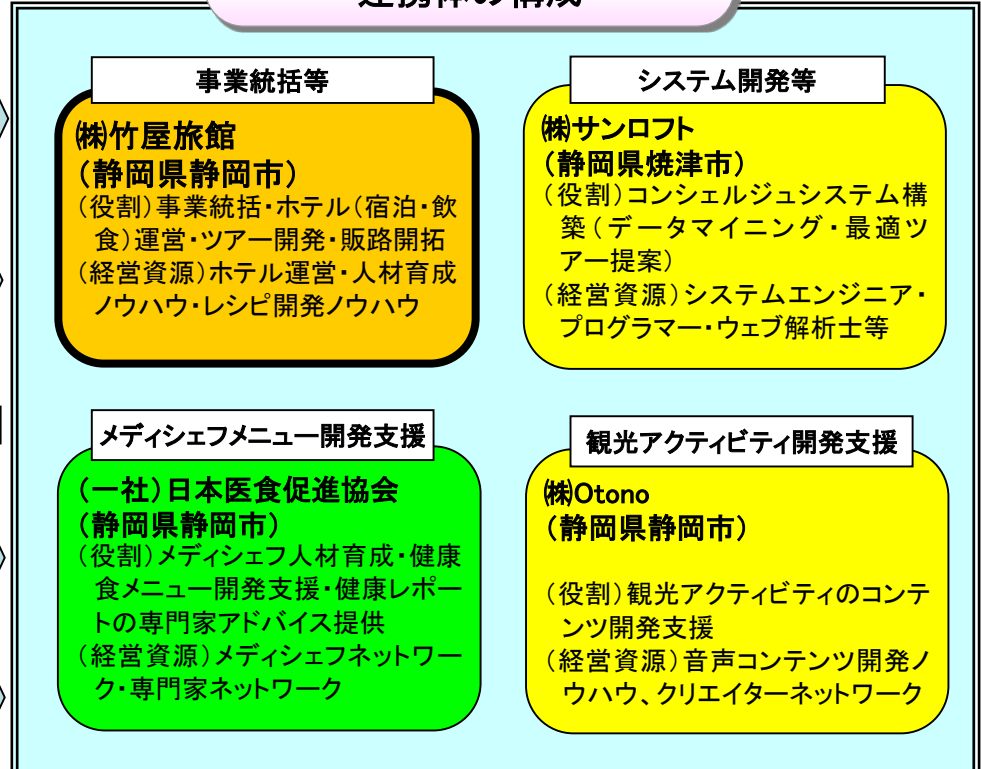 連携体の構成
事業統括等
㈱竹屋旅館
(静岡県静岡市)
(役割)事業統括・ホテル(宿泊・飲
食)運営・ツアー開発・販路開拓
(経営資源)ホテル運営・人材育成
ノウハウ・レシピ開発ノウハウ
システム開発等
㈱サンロフト
(静岡県焼津市)
(役割)コンシェルジュシステム構
築(データマイニング・最適ツ
アー提案)
(経営資源)システムエンジニア・
プログラマー・ウェブ解析士等
メディシェフメニュー開発支援
(一社)日本医食促進協会
(静岡県静岡市)
(役割)メディシェフ人材育成・健康
食メニュー開発支援・健康レポー
トの専門家アドバイス提供
(経営資源)メディシェフネットワー
ク・専門家ネットワーク
観光アクティビティ開発支援
㈱Otono
(静岡県静岡市)
(役割)観光アクティビティのコンテ
ンツ開発支援
(経営資源)音声コンテンツ開発ノ
ウハウ、クリエイターネットワーク